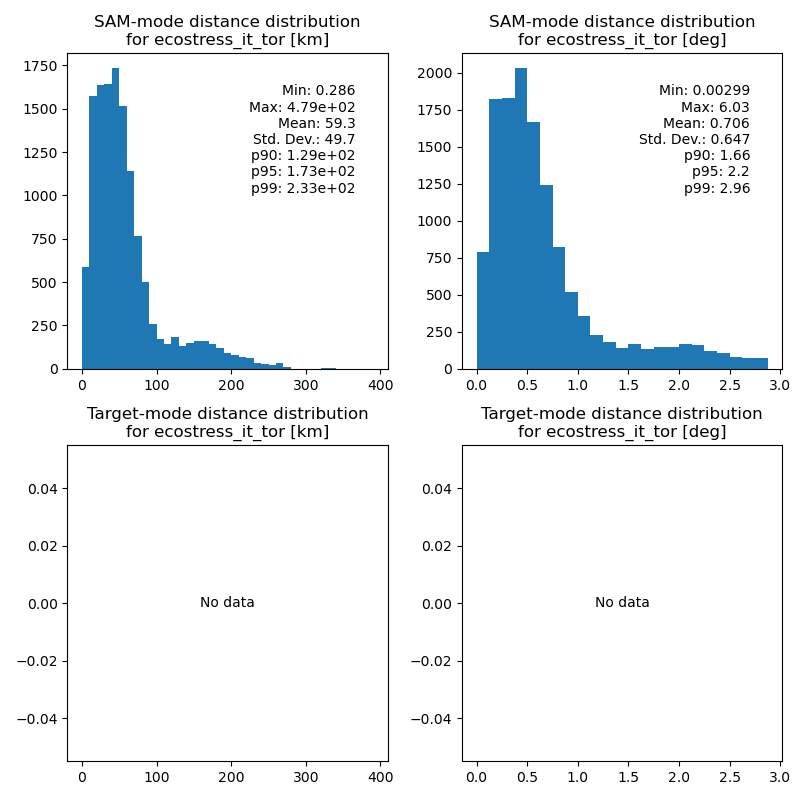 SAM-mode distance distribution
for ecostress_it_tor [km]
1750
1500
1250
1000
750
500
250
0
Min: 0.286
Max: 4.79e+02
Mean: 59.3
Std. Dev.: 49.7
p90: 1.29e+02
p95: 1.73e+02
p99: 2.33e+02
0 100 200 300 400
SAM-mode distance distribution
for ecostress_it_tor [deg]
2000
1750
1500
1250
1000
750
500
250
0
Min: 0.00299
Max: 6.03
Mean: 0.706
Std. Dev.: 0.647
p90: 1.66
p95: 2.2
p99: 2.96
0.0 0.5 1.0 1.5 2.0 2.5 3.0
Target-mode distance distribution
for ecostress_it_tor [km]
0.04
0.02
0.00
−0.02
−0.04
No data
0 100 200 300 400
Target-mode distance distribution
for ecostress_it_tor [deg]
0.04
0.02
0.00
−0.02
−0.04
No data
0.0 0.5 1.0 1.5 2.0 2.5 3.0